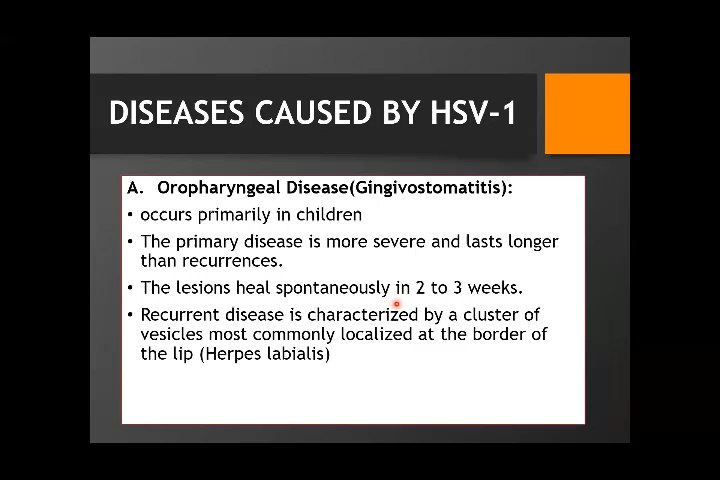 DISEASES CAUSED BY HSV-1
A. Oropharyngeal Disease(Gingivostomatitis):
• occurs primarily in children
• The primary disease is more severe and lasts longer
than recurrences.
• The lesions heal spontaneously in 2 to 3 weeks.
• Recurrent disease is characterized by a cluster of
vesicles most commonly localized at the border of
the lip (Herpes labialis)